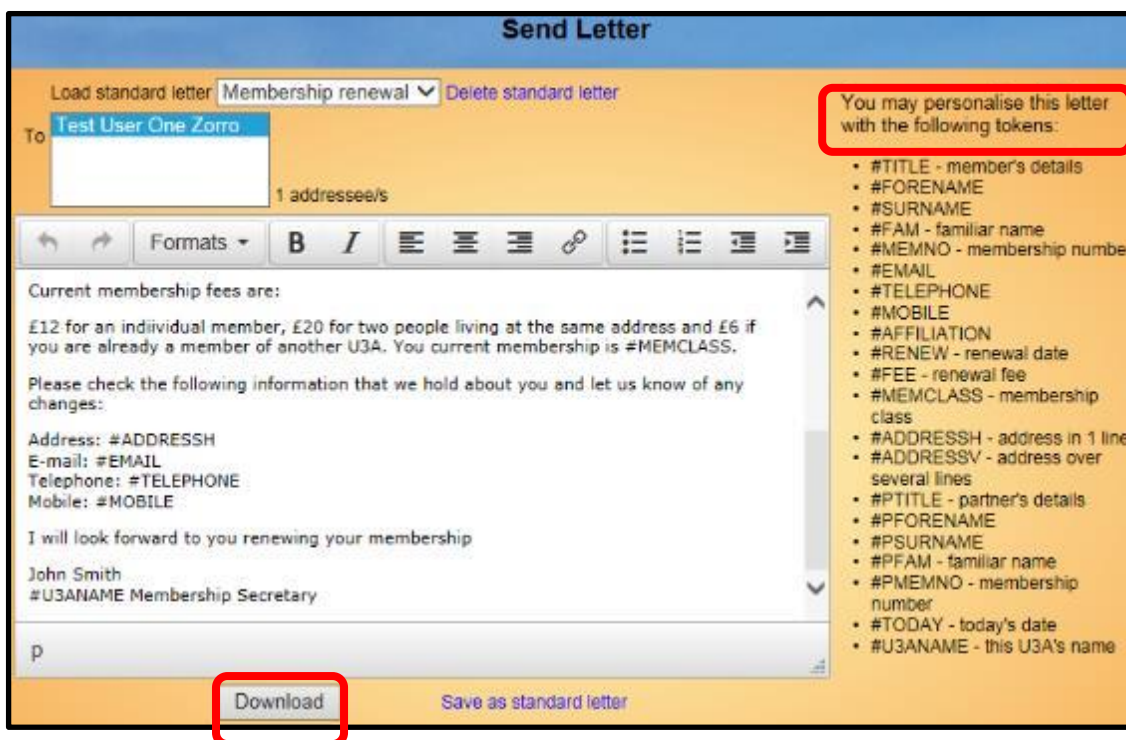 Send Letter
Load standard letter Membership renewal Delete standard letter
To Test User One Zorro
1 addressee/s
Formats B I
Current membership fees are:
£12 for an indiividual member, £20 for two people living at the same address and £6 if
you are already a member of another U3A. You current membership is #MEMCLASS.
Please check the following information that we hold about you and let us know of any
changes:
Address: #ADDRESSH
E-mail: #EMAIL
Telephone: #TELEPHONE
Mobile: #MOBILE
I will look forward to you renewing your membership
John Smith
#U3ANAME Membership Secretary
p
Download Save as standard letter
You may personalise this letter
with the following tokens:
• #TITLE - member's details
• #FORENAME
• #SURNAME
• #FAM - familiar name
• #MEMNO - membership numbe
• #EMAIL
• #TELEPHONE
• #MOBILE
• #AFFILIATION
• #RENEW - renewal date
• #FEE - renewal fee
• #MEMCLASS - membership
class
• #ADDRESSH - address in 1 line
• #ADDRESSV - address over
several lines
• #PTITLE - partner's details
• #PFORENAME
• #PSURNAME
• #PFAM - familiar name
• #PMEMNO - membership
number
• #TODAY - today's date
• #U3ANAME - this U3A's name